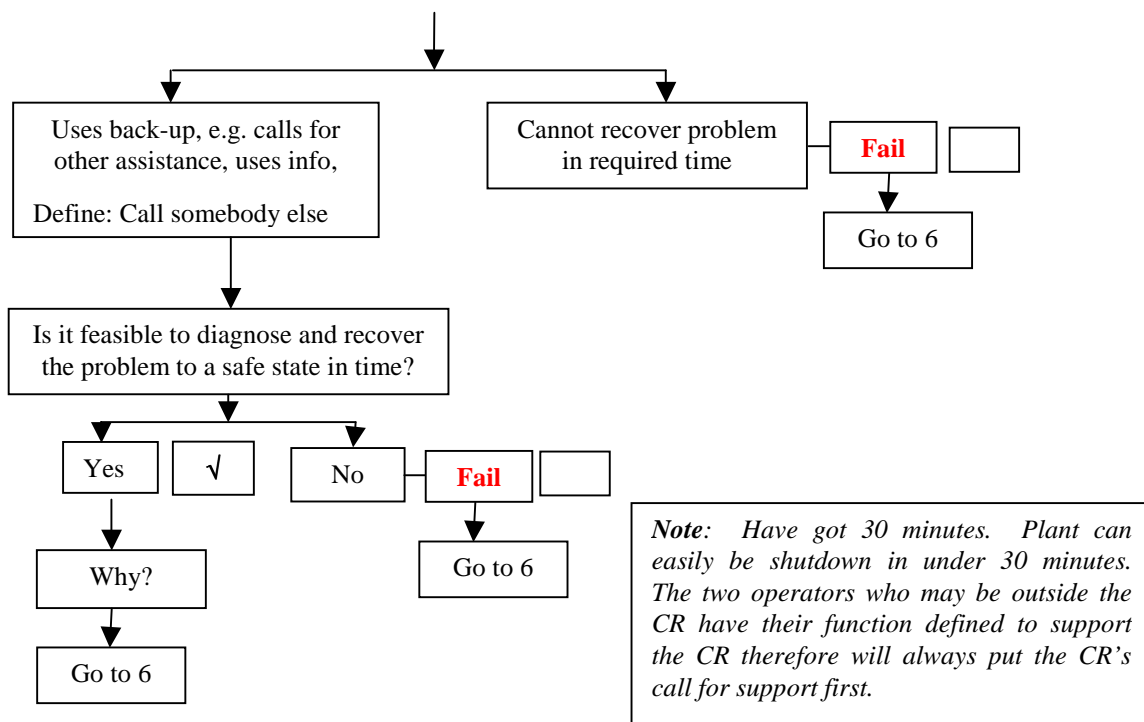 Uses back-up, e.g. calls for
other assistance, uses info,
Define: Call somebody else
Cannot recover problem
in required time
Fail
Go to 6
Is it feasible to diagnose and recover
the problem to a safe state in time?
Yes
√
No
Fail
Why?
Go to 6
Go to 6
Note: Have got 30 minutes. Plant can
easily be shutdown in under 30 minutes.
The two operators who may be outside the
CR have their function defined to support
the CR therefore will always put the CR's
call for support first.